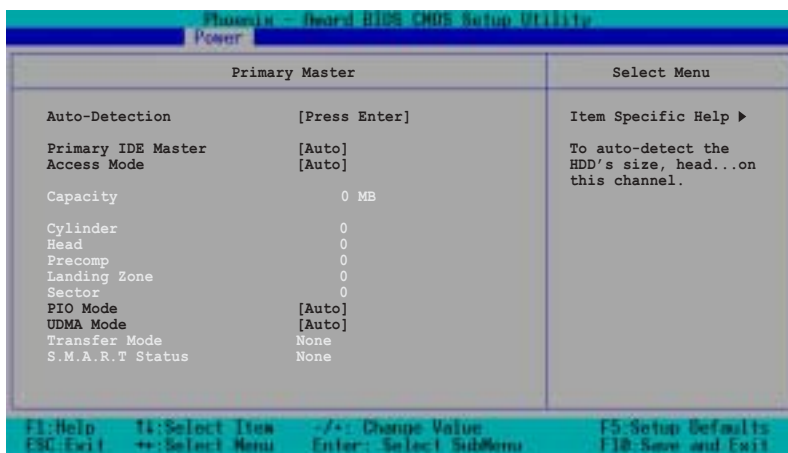 Phoenix - Award BIOS CMOS Setup Utility
Power
Primary Master
Select Menu
Auto-Detection [Press Enter]
Primary IDE Master [Auto]
Access Mode [Auto]
Capacity 0 MB
Cylinder 0
Head 0
Precomp 0
Landing Zone 0
Sector 0
PIO Mode [Auto]
UDMA Mode [Auto]
Transfer Mode None
S.M.A.R.T Status None
Item Specific Help ▶
To auto-detect the
HDD's size, head...on
this channel.
F1:Help ↑↓:Select Item -/+: Change Value F5:Setup Defaults
ESC:Exit ↔:Select Menu Enter: Select SubMenu F10:Save and Exit